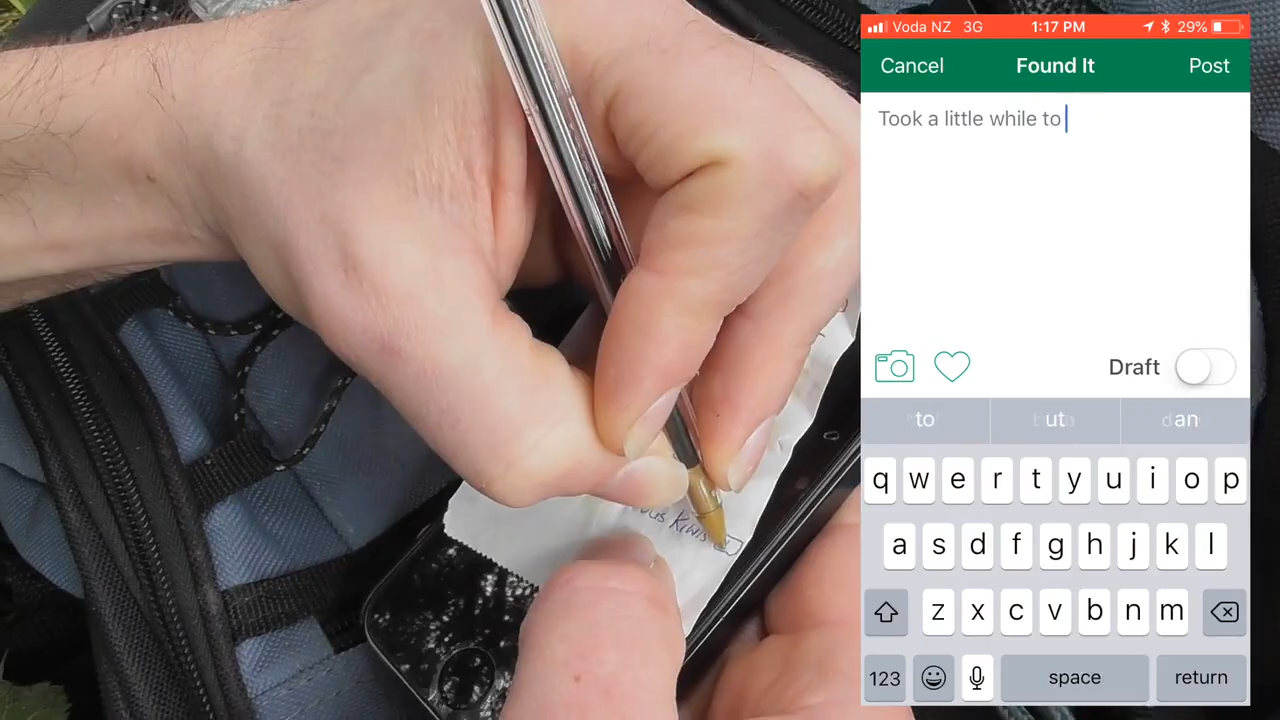 Voda NZ 3G 1:17 PM 29%
Cancel Found It Post
Took a little while to
Draft
to ut an
q w e r t y u i o p
a s d f g h j k l
z x c v b n m
123 space return
Kiwis